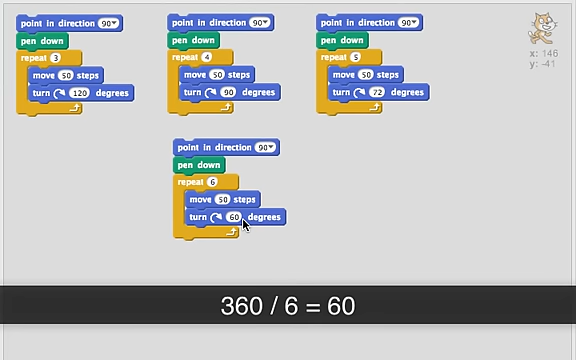 point in direction 90
pen down
repeat 3
move 50 steps
turn 120 degrees
point in direction 90
pen down
repeat 4
move 50 steps
turn 90 degrees
point in direction 90
pen down
repeat 5
move 50 steps
turn 72 degrees
x: 146
y: -41
point in direction 90
pen down
repeat 6
move 50 steps
turn 60 degrees
360 / 6 = 60